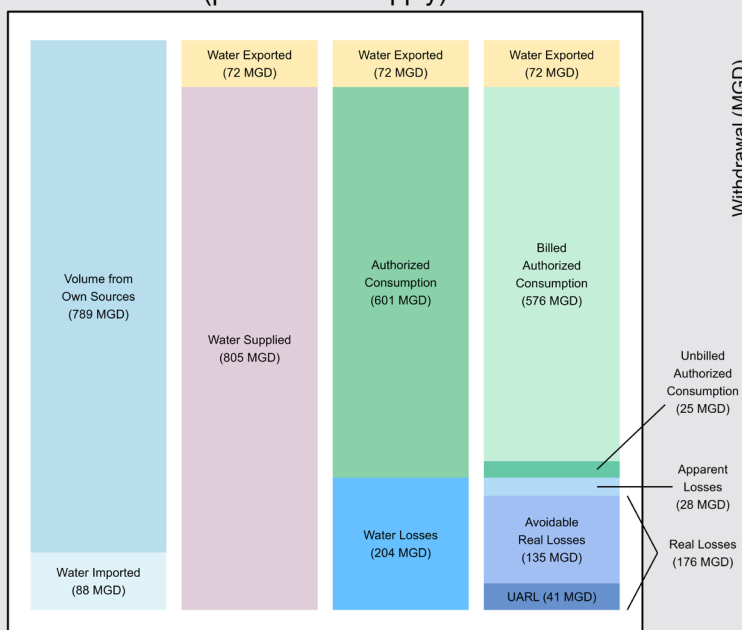 Volume from
Own Sources
(789 MGD)
Water Imported
(88 MGD)
Water Exported
(72 MGD)
Water Supplied
(805 MGD)
Water Exported
(72 MGD)
Authorized
Consumption
(601 MGD)
Water Losses
(204 MGD)
Water Exported
(72 MGD)
Billed
Authorized
Consumption
(576 MGD)
Avoidable
Real Losses
(135 MGD)
UARL (41 MGD)
Unbilled
Authorized
Consumption
(25 MGD)
Apparent
Losses
(28 MGD)
Real Losses
(176 MGD)
Withdrawal (MGD)